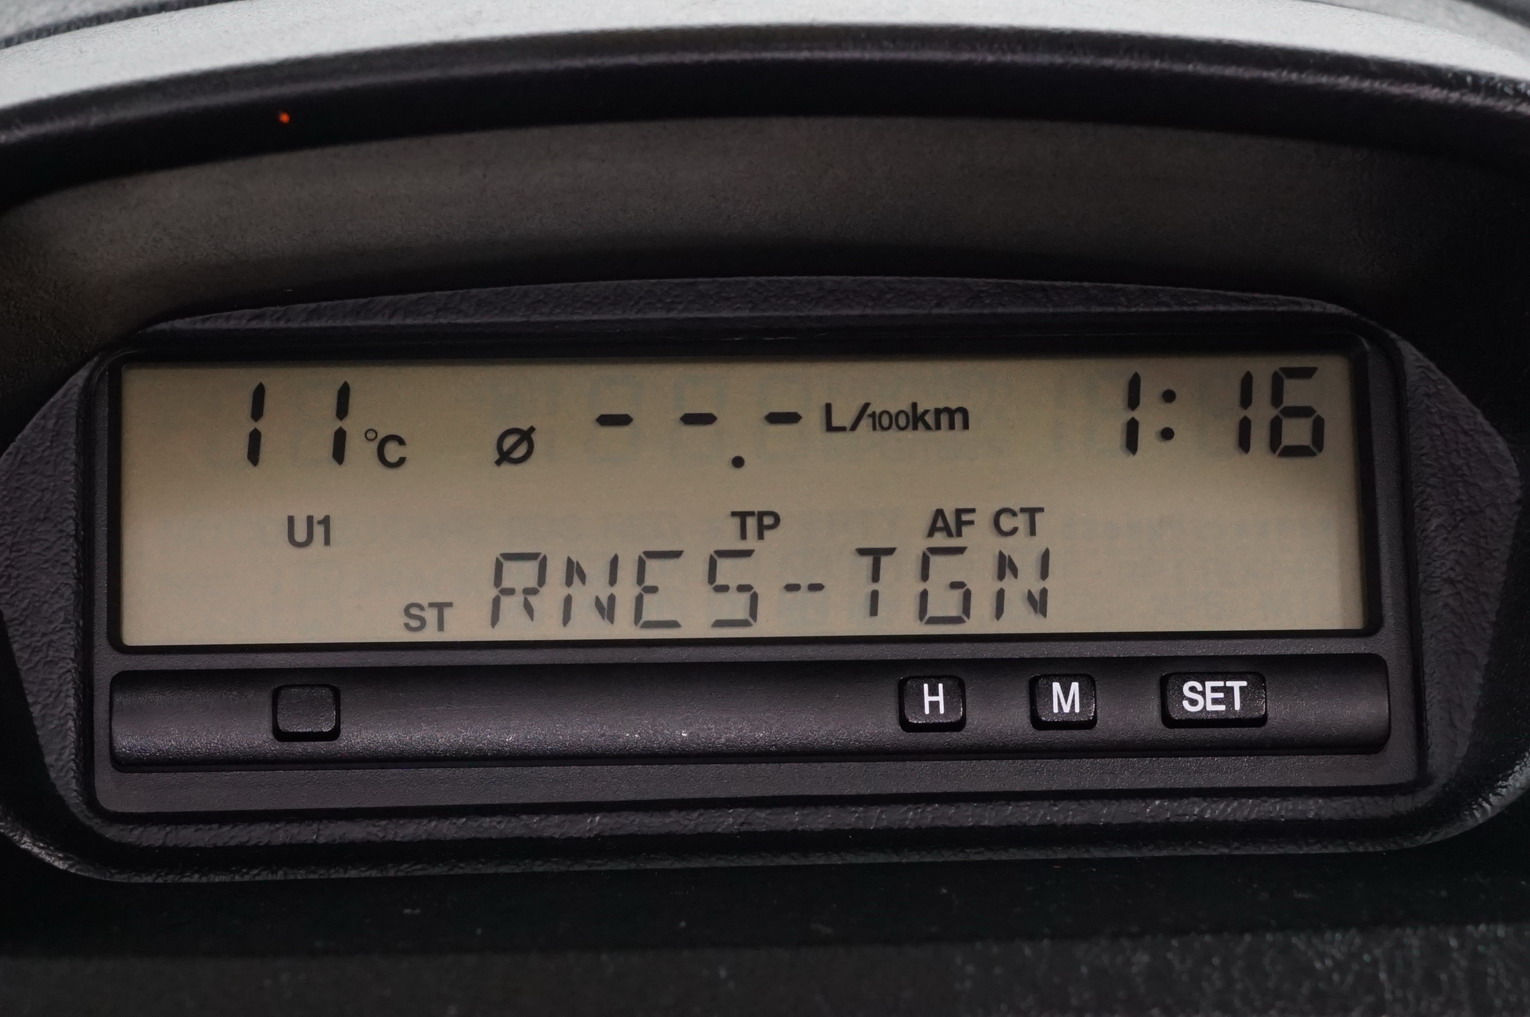 11°C Ø --.- L/100km 1:16
U1 TP AF CT
ST RNES-TGN
H M SET